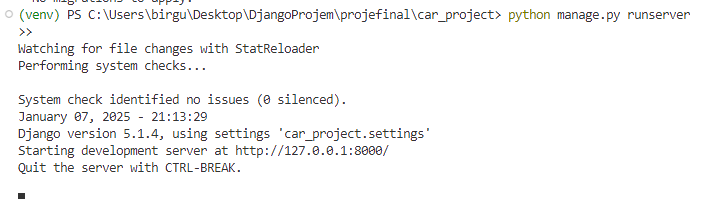 No migrations to apply.
(venv) PS C:\Users\birgu\Desktop\DjangoProjem\projefinal\car_project> python manage.py runserver
>>
Watching for file changes with StatReloader
Performing system checks...
System check identified no issues (0 silenced).
January 07, 2025 - 21:13:29
Django version 5.1.4, using settings 'car_project.settings'
Starting development server at http://127.0.0.1:8000/
Quit the server with CTRL-BREAK.